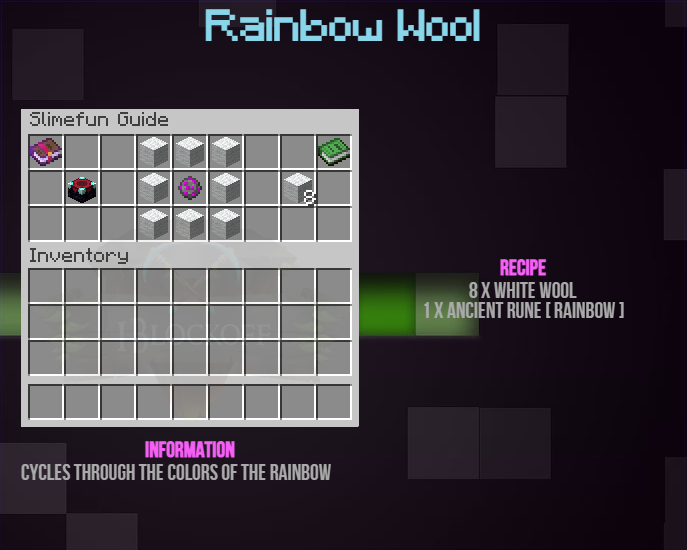 Rainbow Wool
Slimefun Guide
8
Inventory
IBLOCKOFF
RECIPE
8 X WHITE WOOL
1 X ANCIENT RUNE [ RAINBOW ]
INFORMATION
CYCLES THROUGH THE COLORS OF THE RAINBOW